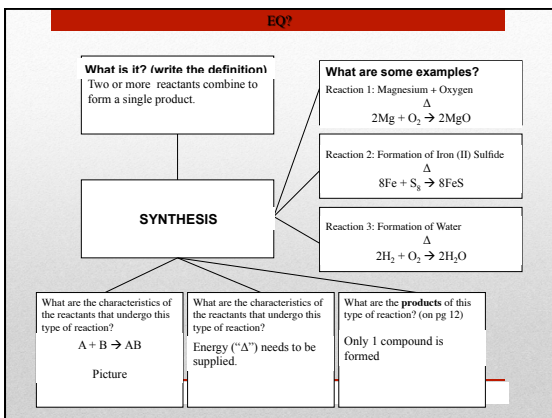 EQ?
What is it? (write the definition)
Two or more reactants combine to
form a single product.
What are some examples?
Reaction 1: Magnesium + Oxygen
Δ
2Mg + O₂ → 2MgO
Reaction 2: Formation of Iron (II) Sulfide
Δ
8Fe + S₈ → 8FeS
Reaction 3: Formation of Water
Δ
2H₂ + O₂ → 2H₂O
SYNTHESIS
What are the characteristics of
the reactants that undergo this
type of reaction?
A + B → AB
Picture
What are the characteristics of
the reactants that undergo this
type of reaction?
Energy (“Δ”) needs to be
supplied.
What are the products of this
type of reaction? (on pg 12)
Only 1 compound is
formed